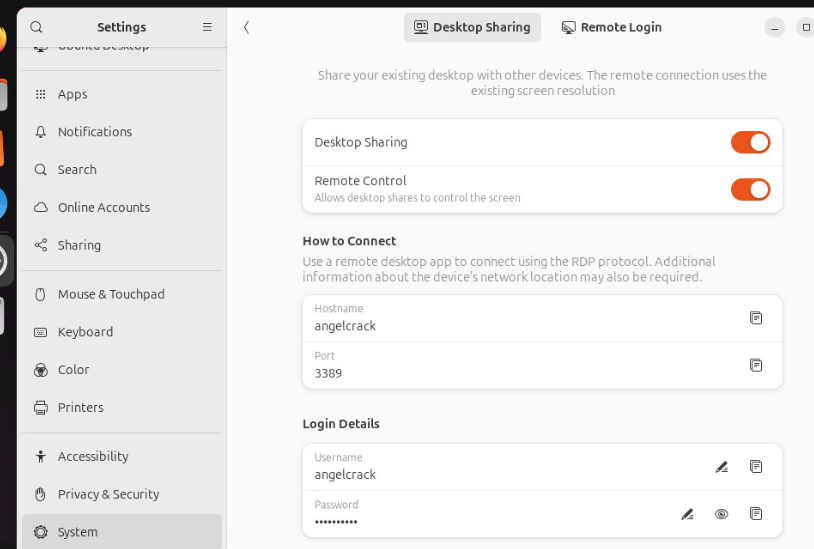 Settings
Desktop Sharing
Remote Login
Ubuntu Desktop
Apps
Notifications
Search
Online Accounts
Sharing
Mouse & Touchpad
Keyboard
Color
Printers
Accessibility
Privacy & Security
System
Share your existing desktop with other devices. The remote connection uses the
existing screen resolution
Desktop Sharing
Remote Control
Allows desktop shares to control the screen
How to Connect
Use a remote desktop app to connect using the RDP protocol. Additional
information about the device's network location may also be required.
Hostname
angelcrack
Port
3389
Login Details
Username
angelcrack
Password
••••••••••